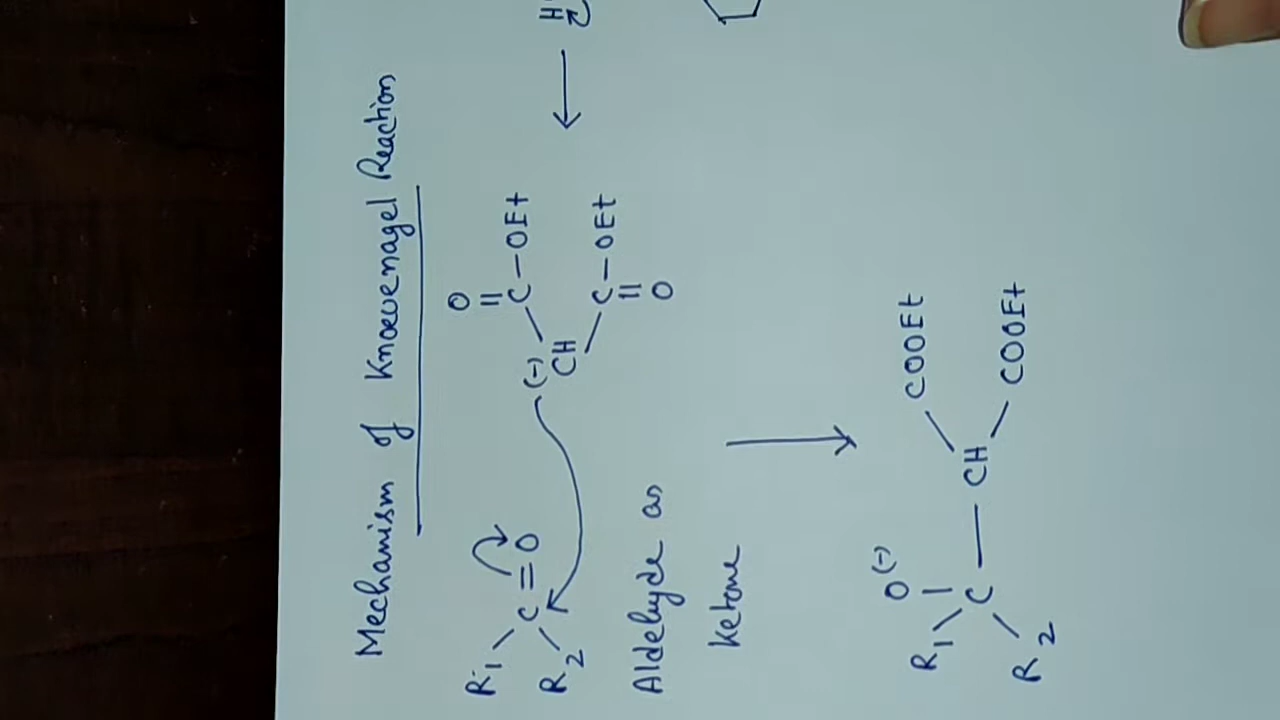 Mechanism of Knoevenagel Reaction
R1 C=O
R2
(-)
CH
O
C-OEt
C-OEt
O
H
Aldehyde or
Ketone
O(-)
R1
C — CH
R2
COOEt
COOEt